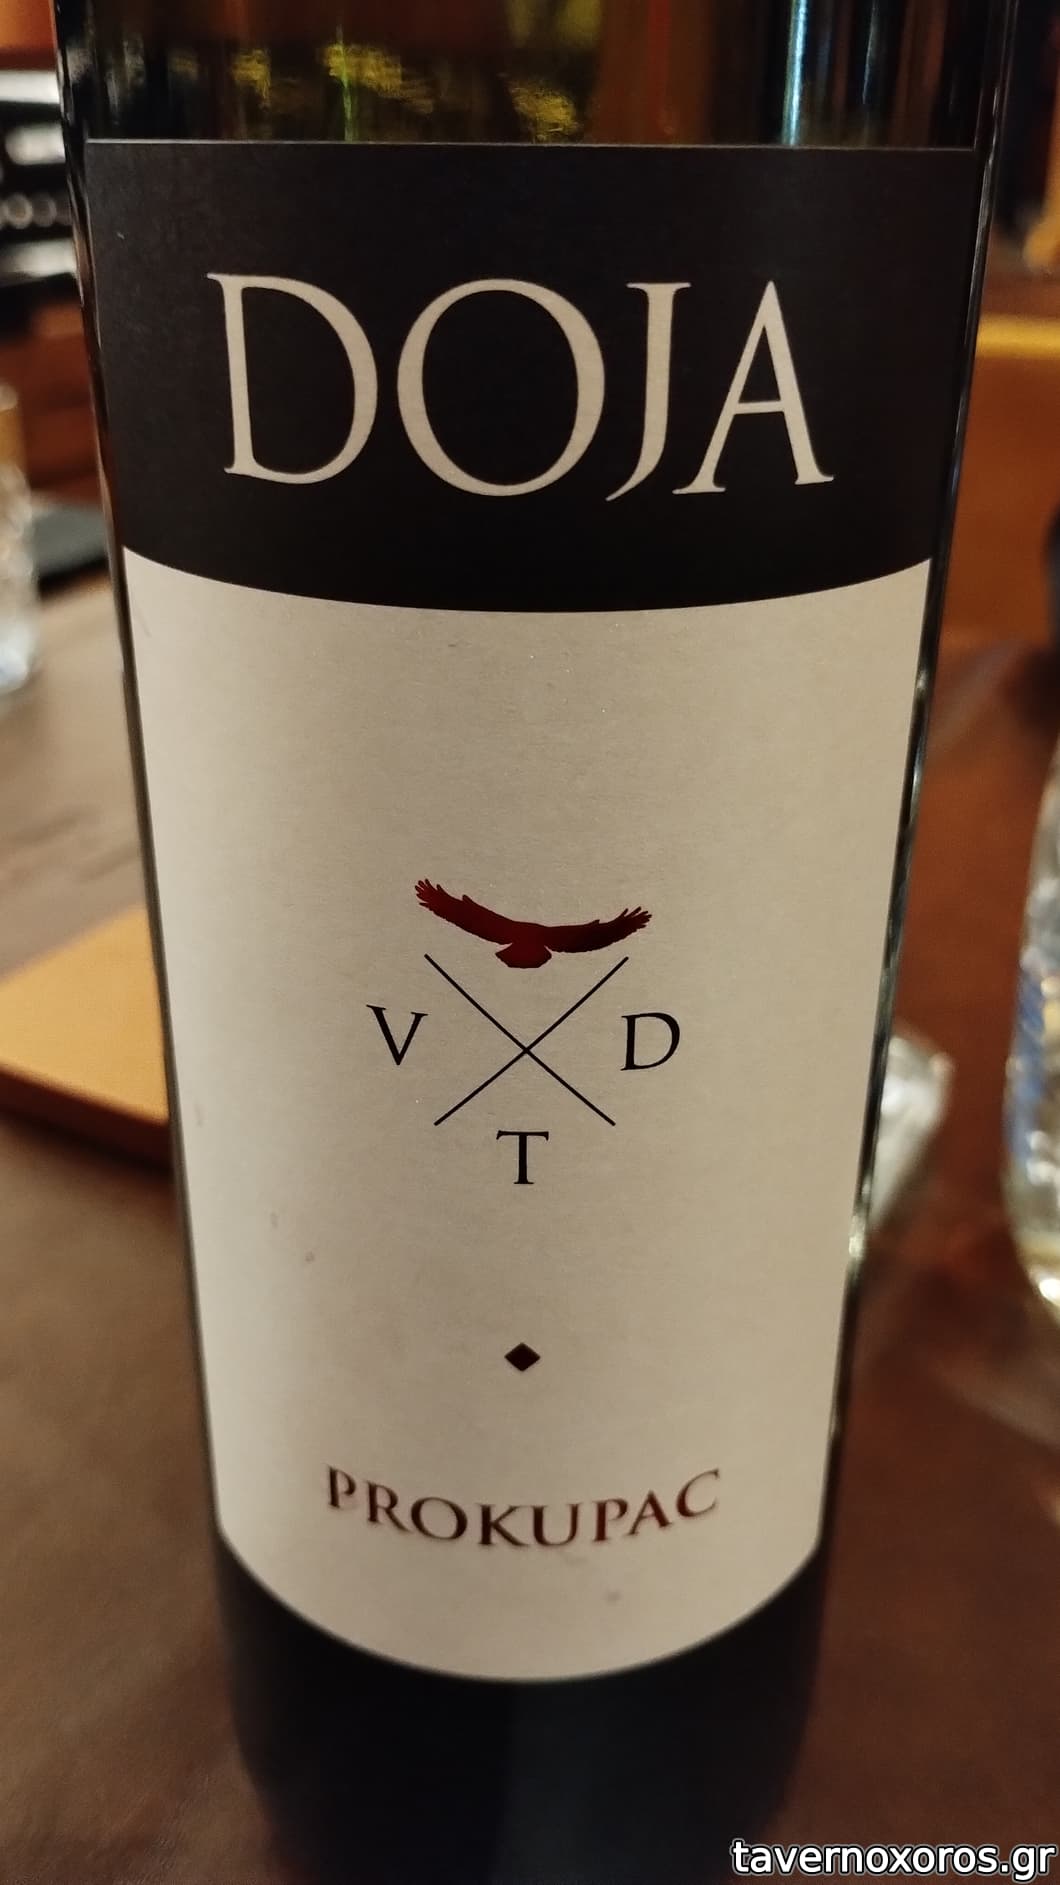 DOJA
V D
T
PROKUPAC
tavernoxoros.gr